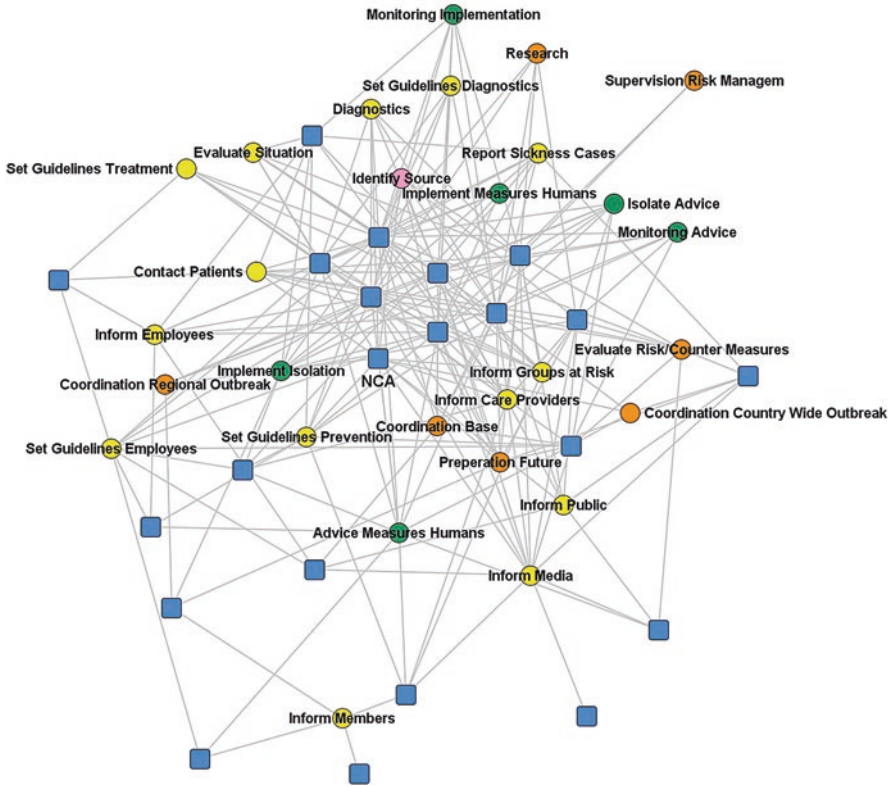 Monitoring Implementation
Research
Supervision Risk Managem
Set Guidelines Diagnostics
Diagnostics
Evaluate Situation
Report Sickness Cases
Set Guidelines Treatment
Identify Source
Implement Measures Humans
Isolate Advice
Monitoring Advice
Contact Patients
Inform Employees
Evaluate Risk/Counter Measures
Implement Isolation
Inform Groups at Risk
NCA
Coordination Regional Outbreak
Inform Care Providers
Coordination Country Wide Outbreak
Coordination Base
Set Guidelines Prevention
Set Guidelines Employees
Preperation Future
Inform Public
Advice Measures Humans
Inform Media
Inform Members